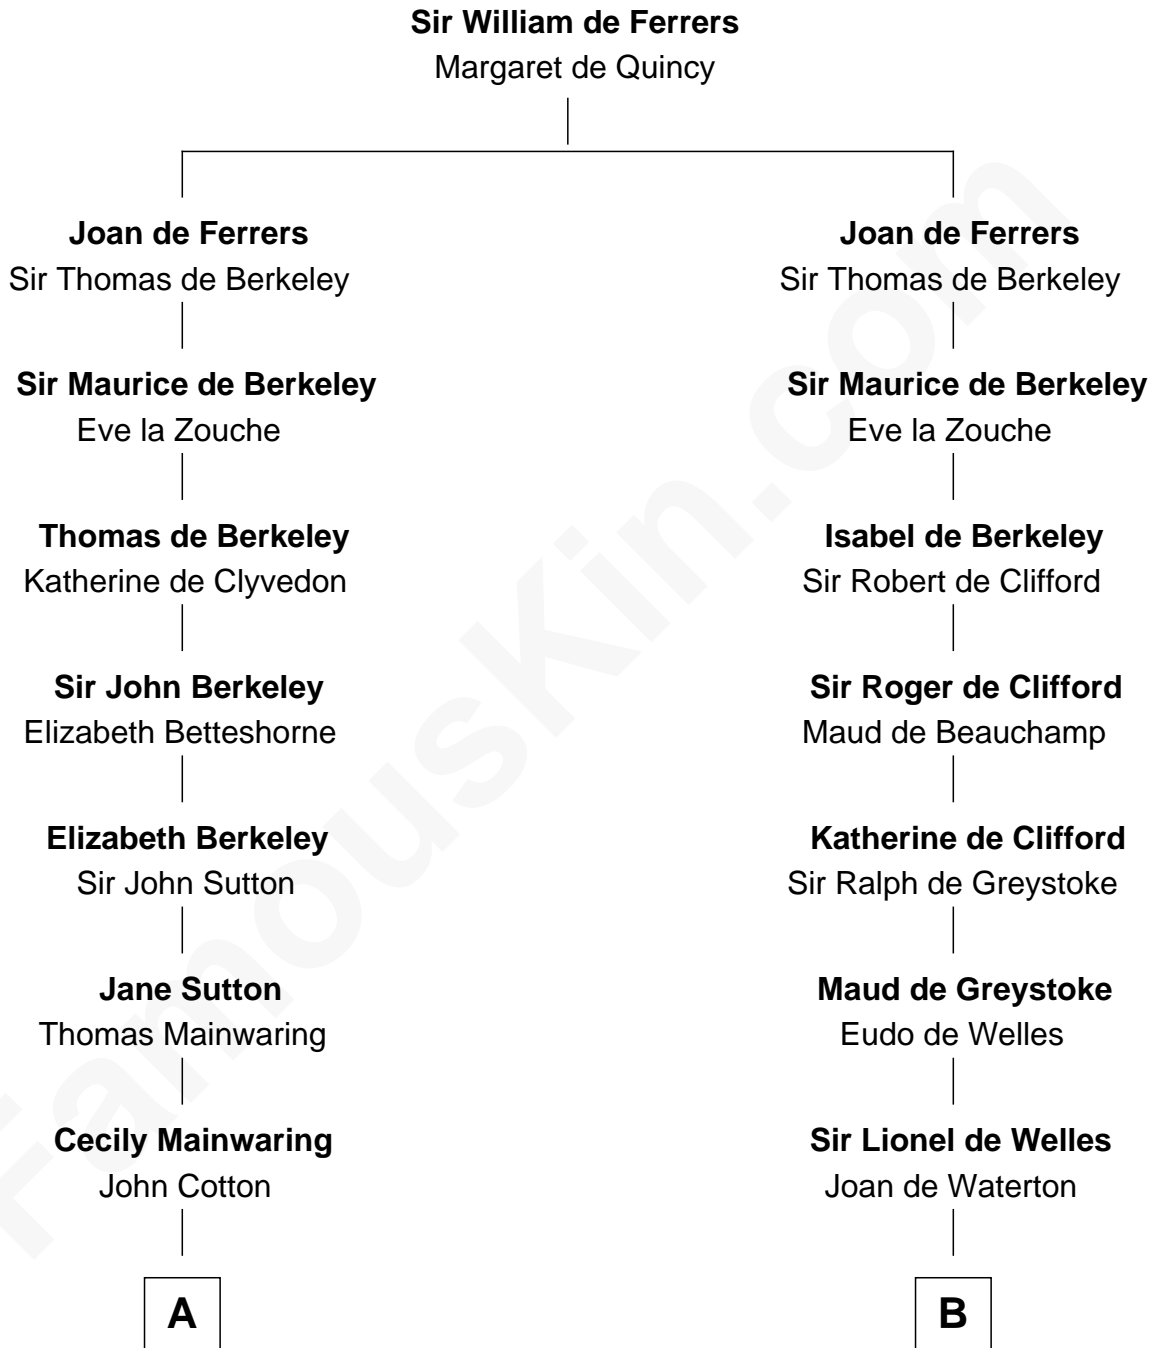 Sir William de Ferrers
Margaret de Quincy
Joan de Ferrers
Sir Thomas de Berkeley
Joan de Ferrers
Sir Thomas de Berkeley
Sir Maurice de Berkeley
Eve la Zouche
Sir Maurice de Berkeley
Eve la Zouche
Thomas de Berkeley
Katherine de Clyvedon
Isabel de Berkeley
Sir Robert de Clifford
Sir John Berkeley
Elizabeth Betteshorne
Sir Roger de Clifford
Maud de Beauchamp
Elizabeth Berkeley
Sir John Sutton
Katherine de Clifford
Sir Ralph de Greystoke
Jane Sutton
Thomas Mainwaring
Maud de Greystoke
Eudo de Welles
Cecily Mainwaring
John Cotton
Sir Lionel de Welles
Joan de Waterton
A
B
FamousKin.com